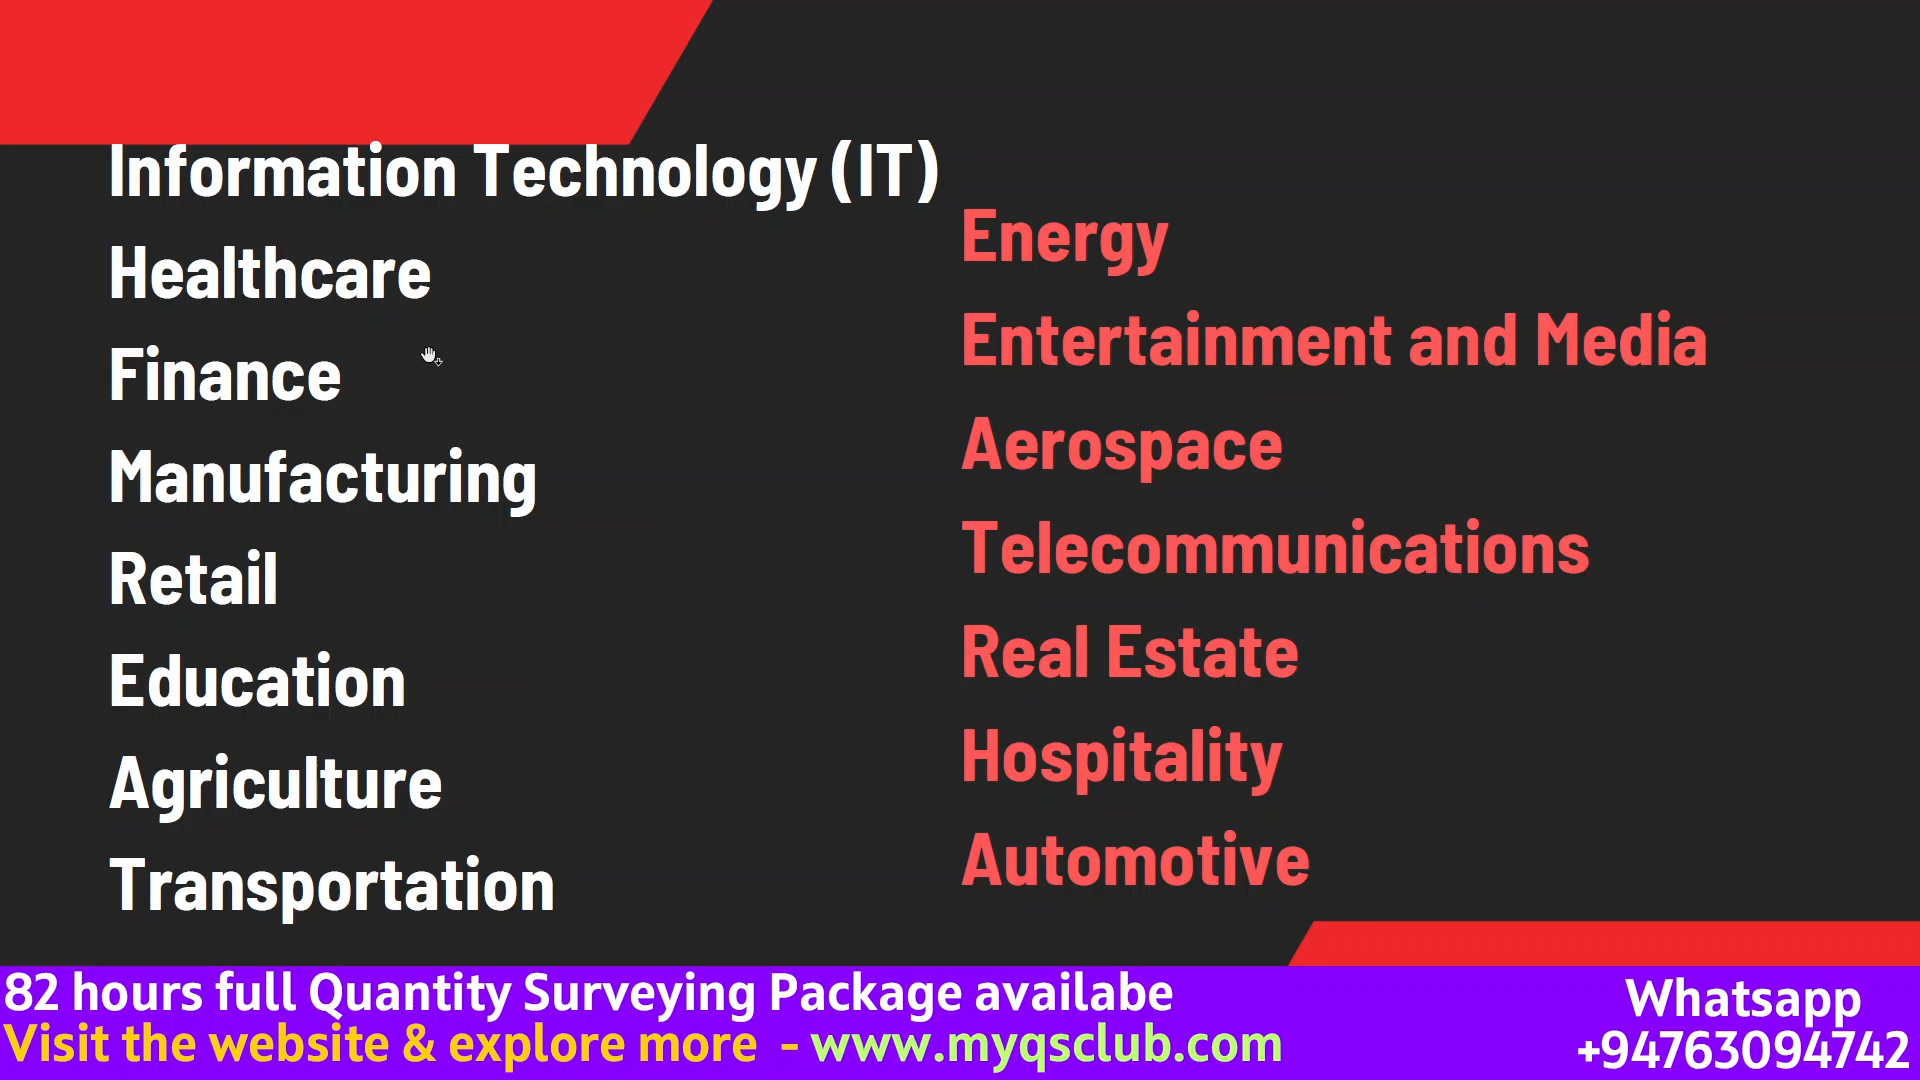 Information Technology (IT)
Healthcare
Finance
Manufacturing
Retail
Education
Agriculture
Transportation
Energy
Entertainment and Media
Aerospace
Telecommunications
Real Estate
Hospitality
Automotive
82 hours full Quantity Surveying Package availabe
Visit the website & explore more - www.myqsclub.com
Whatsapp
+94763094742